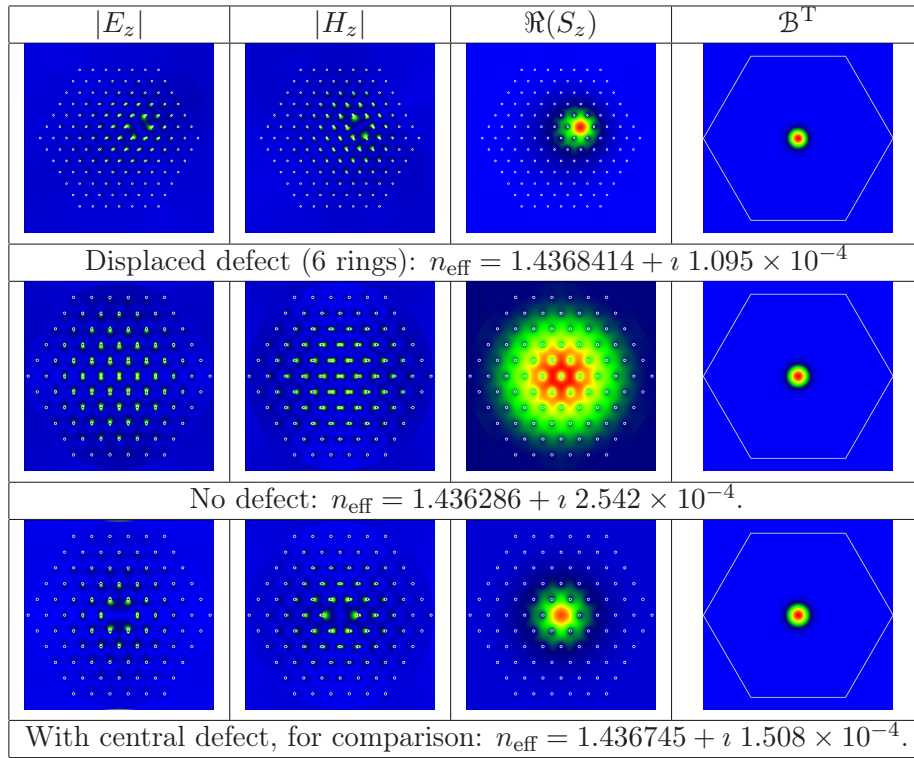 |E_z| |H_z| ℜ(S_z) ℬ^T
Displaced defect (6 rings): n_eff = 1.4368414 + ı 1.095 × 10^−4
No defect: n_eff = 1.436286 + ı 2.542 × 10^−4.
With central defect, for comparison: n_eff = 1.436745 + ı 1.508 × 10^−4.